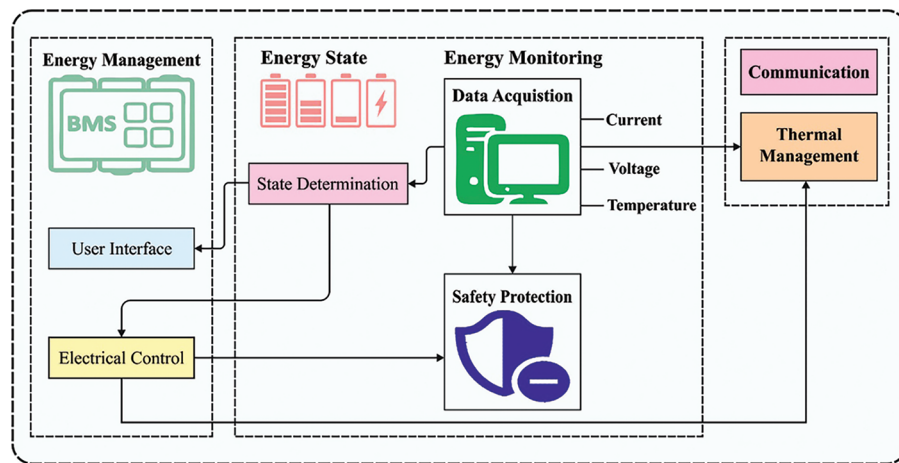 Energy Management
BMS
User Interface
Electrical Control
Energy State
State Determination
Energy Monitoring
Data Acquistion
Current
Voltage
Temperature
Safety Protection
Communication
Thermal
Management